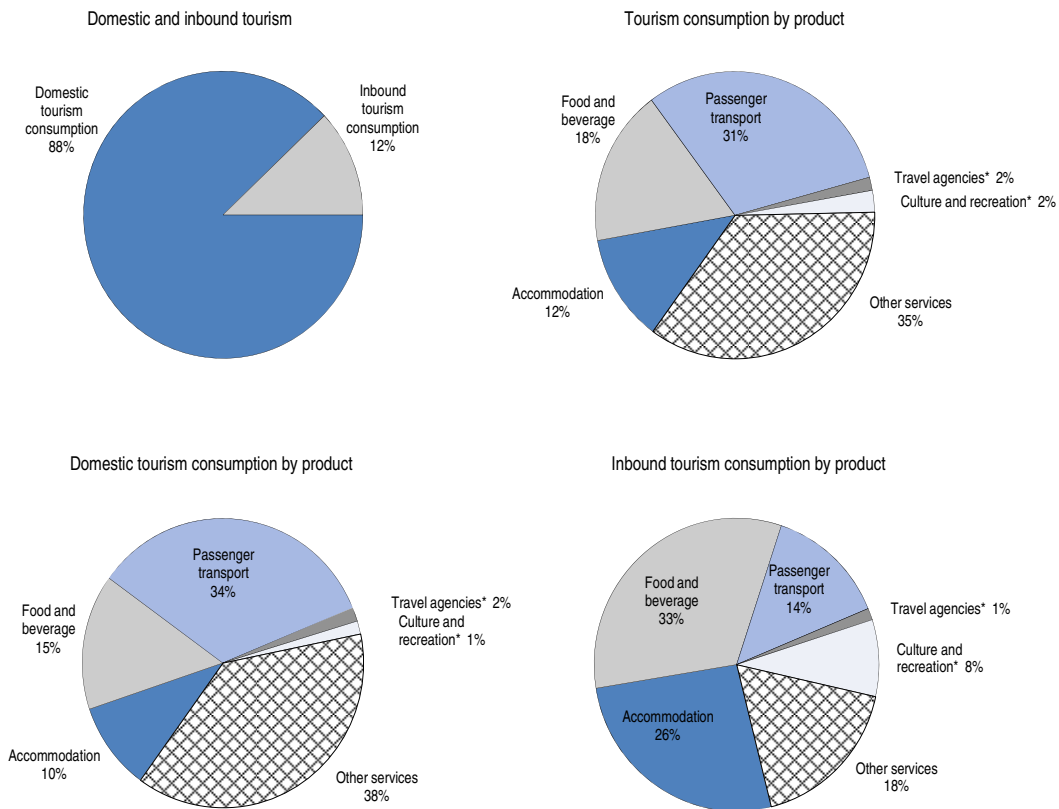 Domestic and inbound tourism
Domestic
tourism
consumption
88%
Inbound
tourism
consumption
12%
Tourism consumption by product
Food and
beverage
18%
Passenger
transport
31%
Travel agencies* 2%
Culture and recreation* 2%
Accommodation
12%
Other services
35%
Domestic tourism consumption by product
Passenger
transport
34%
Food and
beverage
15%
Travel agencies* 2%
Culture and
recreation* 1%
Accommodation
10%
Other services
38%
Inbound tourism consumption by product
Food and
beverage
33%
Passenger
transport
14%
Travel agencies* 1%
Culture and
recreation* 8%
Accommodation
26%
Other services
18%